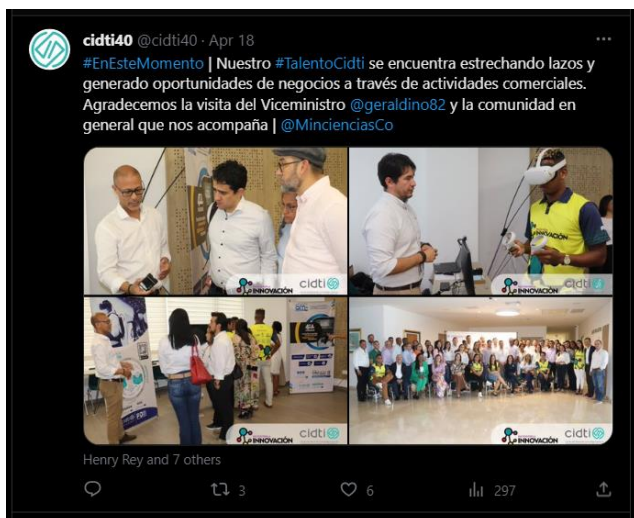 cidti40 @cidti40 · Apr 18
#EnEsteMomento | Nuestro #TalentoCidti se encuentra estrechando lazos y
generado oportunidades de negocios a través de actividades comerciales.
Agradecemos la visita del Viceministro @geraldino82 y la comunidad en
general que nos acompaña | @MincienciasCo
INNOVACIÓN cidti
INNOVACIÓN
INNOVACIÓN cidti
INNOVACIÓN cidti
INNOVACIÓN cidti
Henry Rey and 7 others
3 6 297